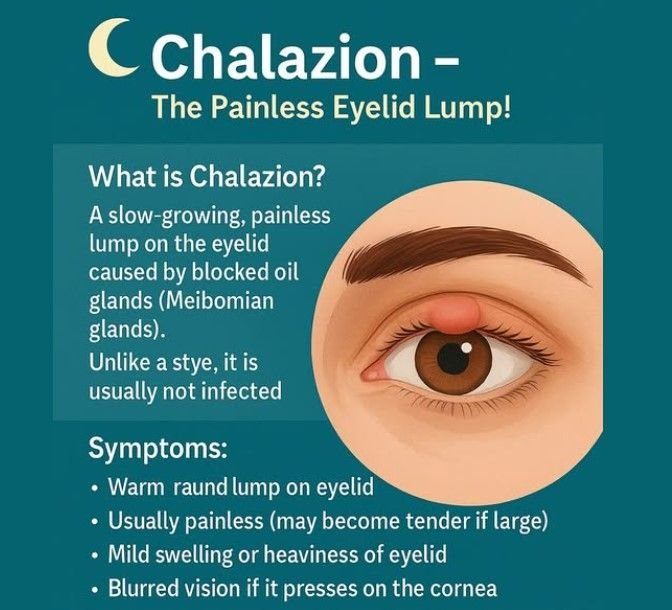 Chalazion –
The Painless Eyelid Lump!
What is Chalazion?
A slow-growing, painless
lump on the eyelid
caused by blocked oil
glands (Meibomian
glands).
Unlike a stye, it is
usually not infected
Symptoms:
• Warm raund lump on eyelid
• Usually painless (may become tender if large)
• Mild swelling or heaviness of eyelid
• Blurred vision if it presses on the cornea